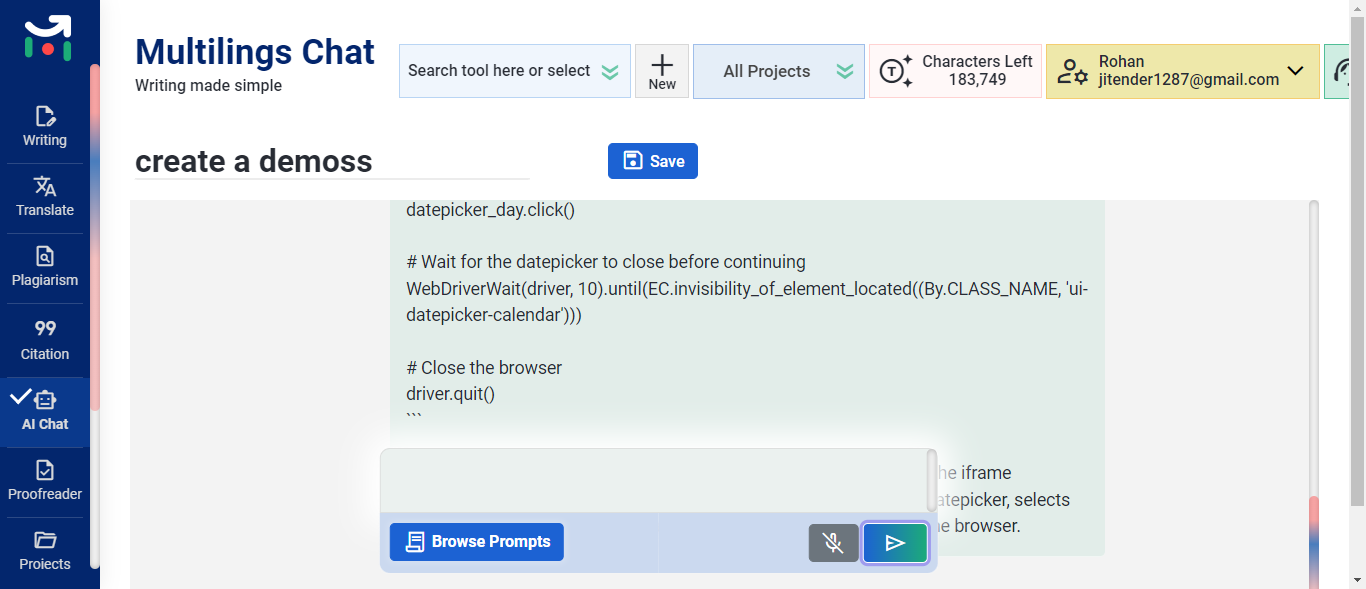 Multilings Chat
Writing made simple
Search tool here or select
New
All Projects
T
Characters Left
183,749
Rohan
jitender1287@gmail.com
Writing
Translate
Plagiarism
99
Citation
AI Chat
Proofreader
Projects
create a demoss
Save
datepicker_day.click()
# Wait for the datepicker to close before continuing
WebDriverWait(driver, 10).until(EC.invisibility_of_element_located((By.CLASS_NAME, 'ui-
datepicker-calendar')))
# Close the browser
driver.quit()
```
he iframe
atepicker, selects
e browser.
Browse Prompts